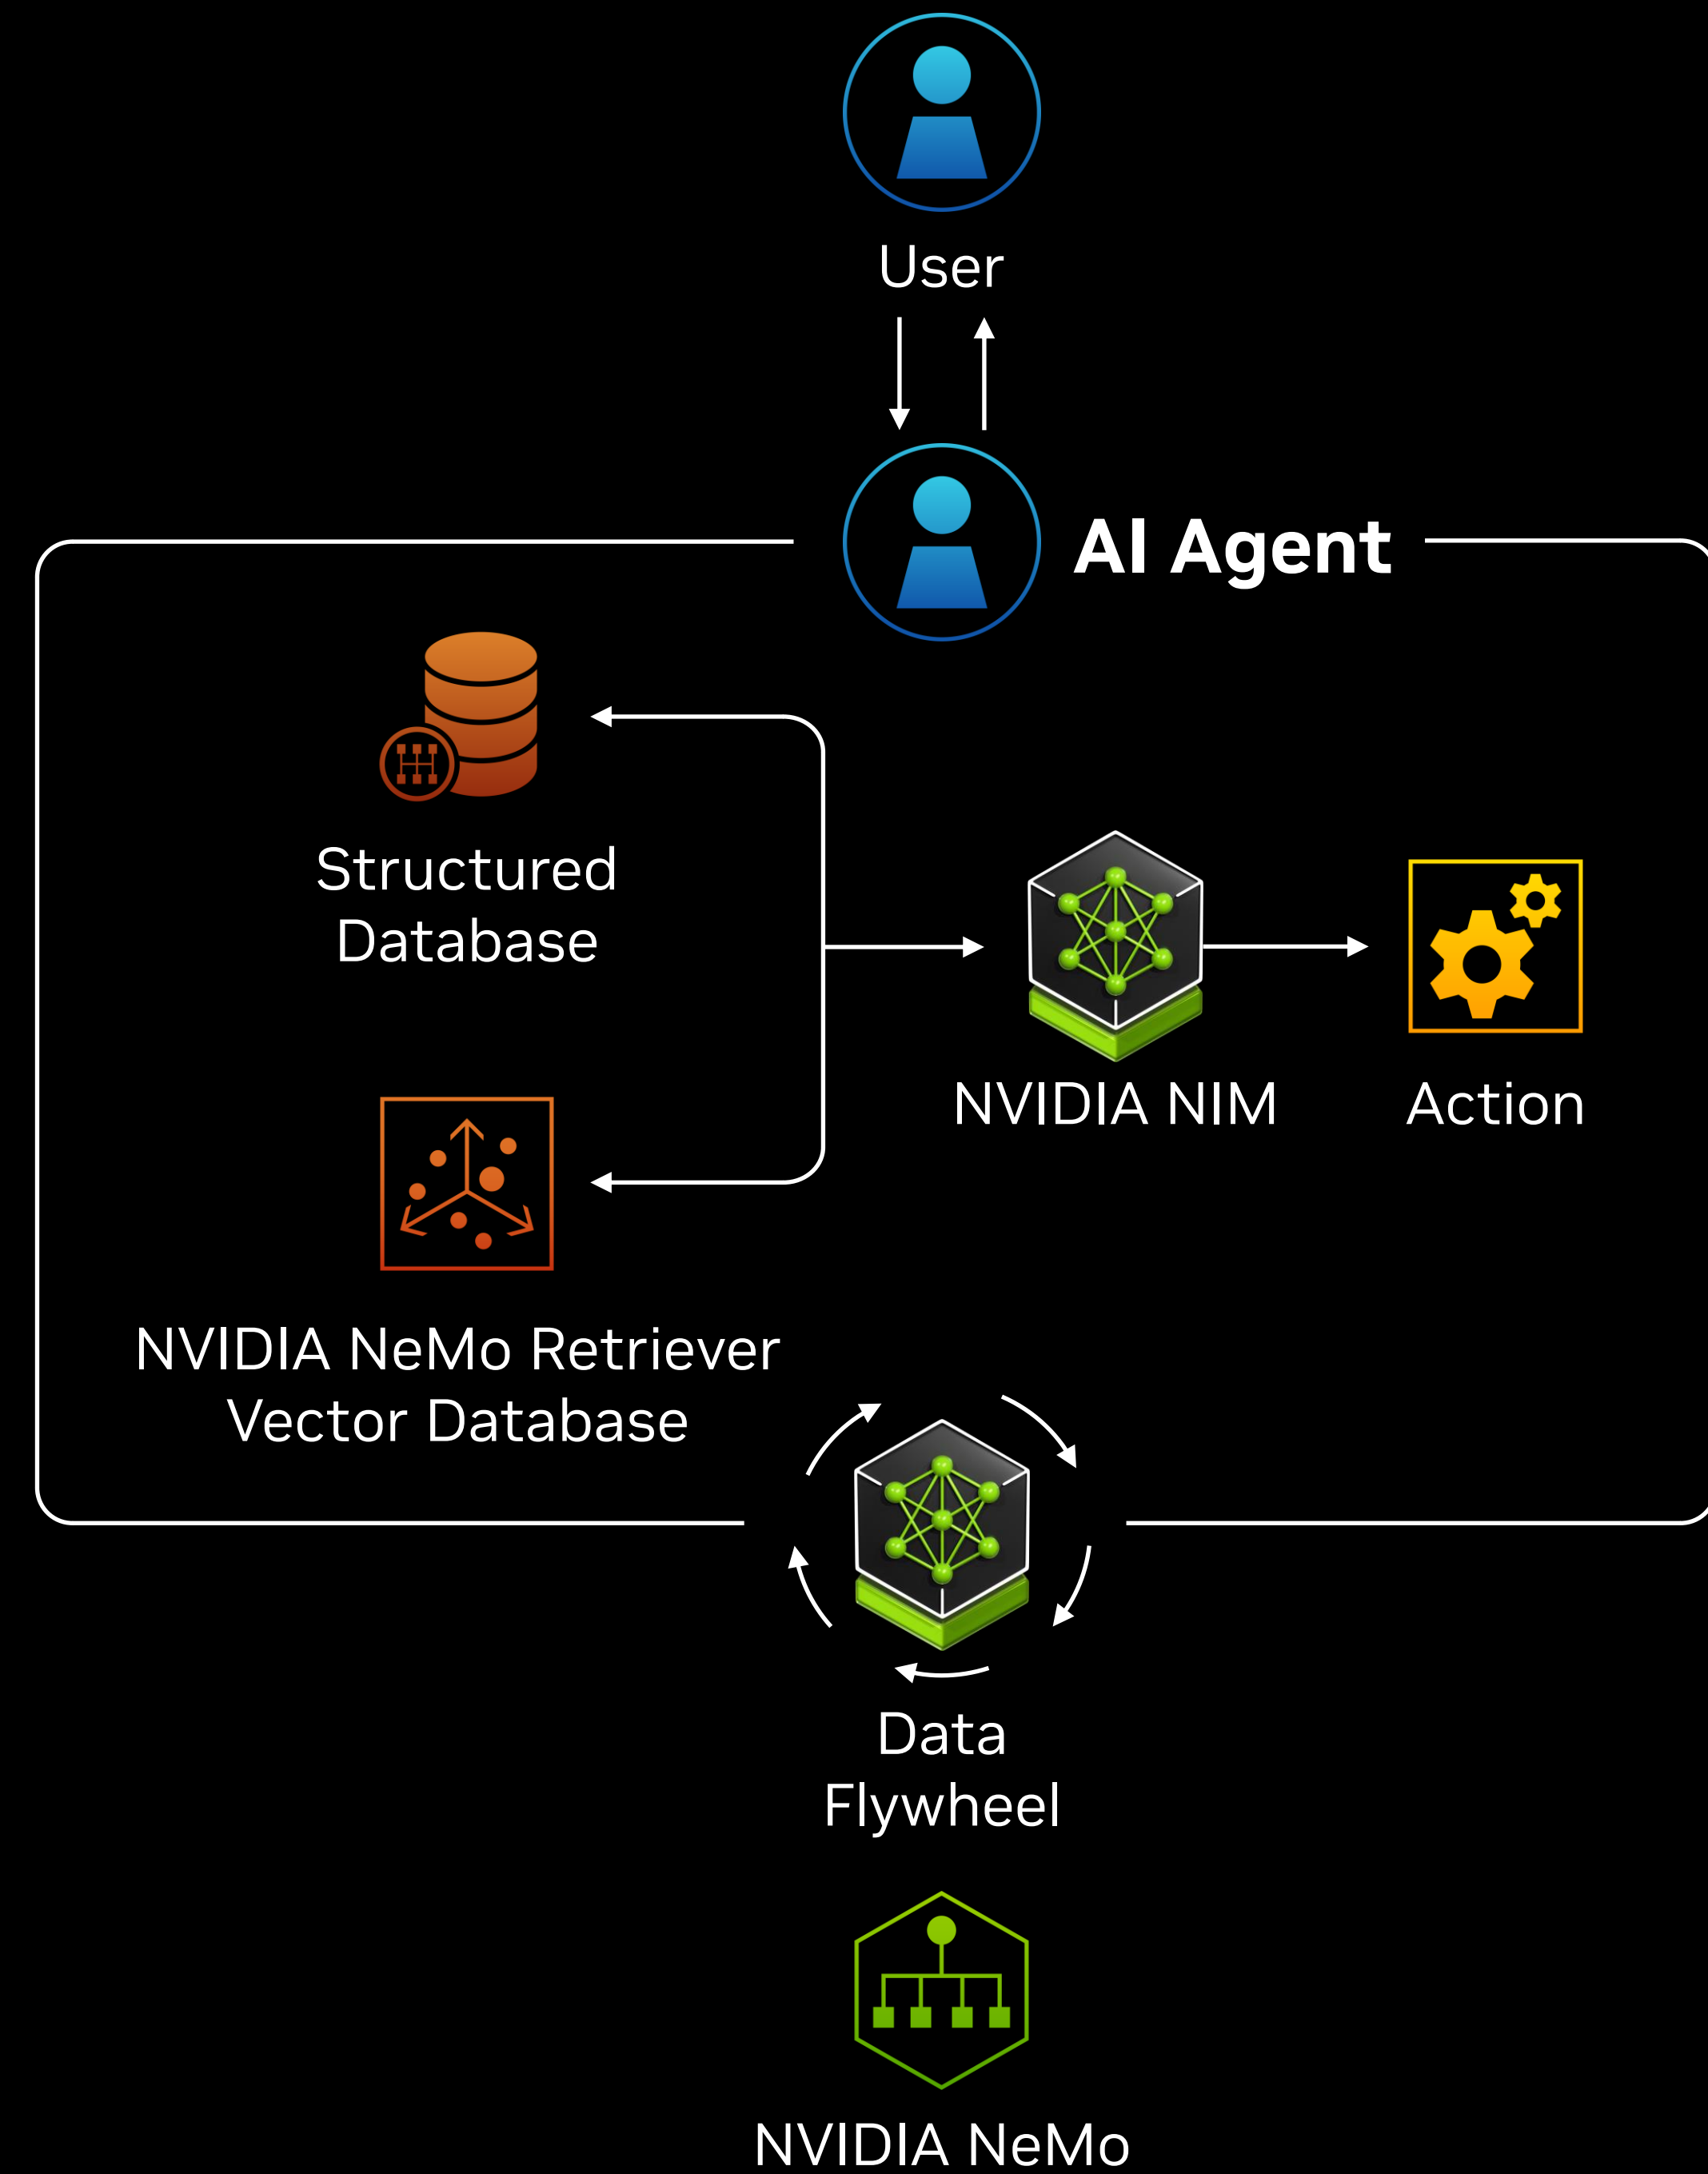 User
AI Agent
Structured
Database
NVIDIA NIM
Action
NVIDIA NeMo Retriever
Vector Database
Data
Flywheel
NVIDIA NeMo